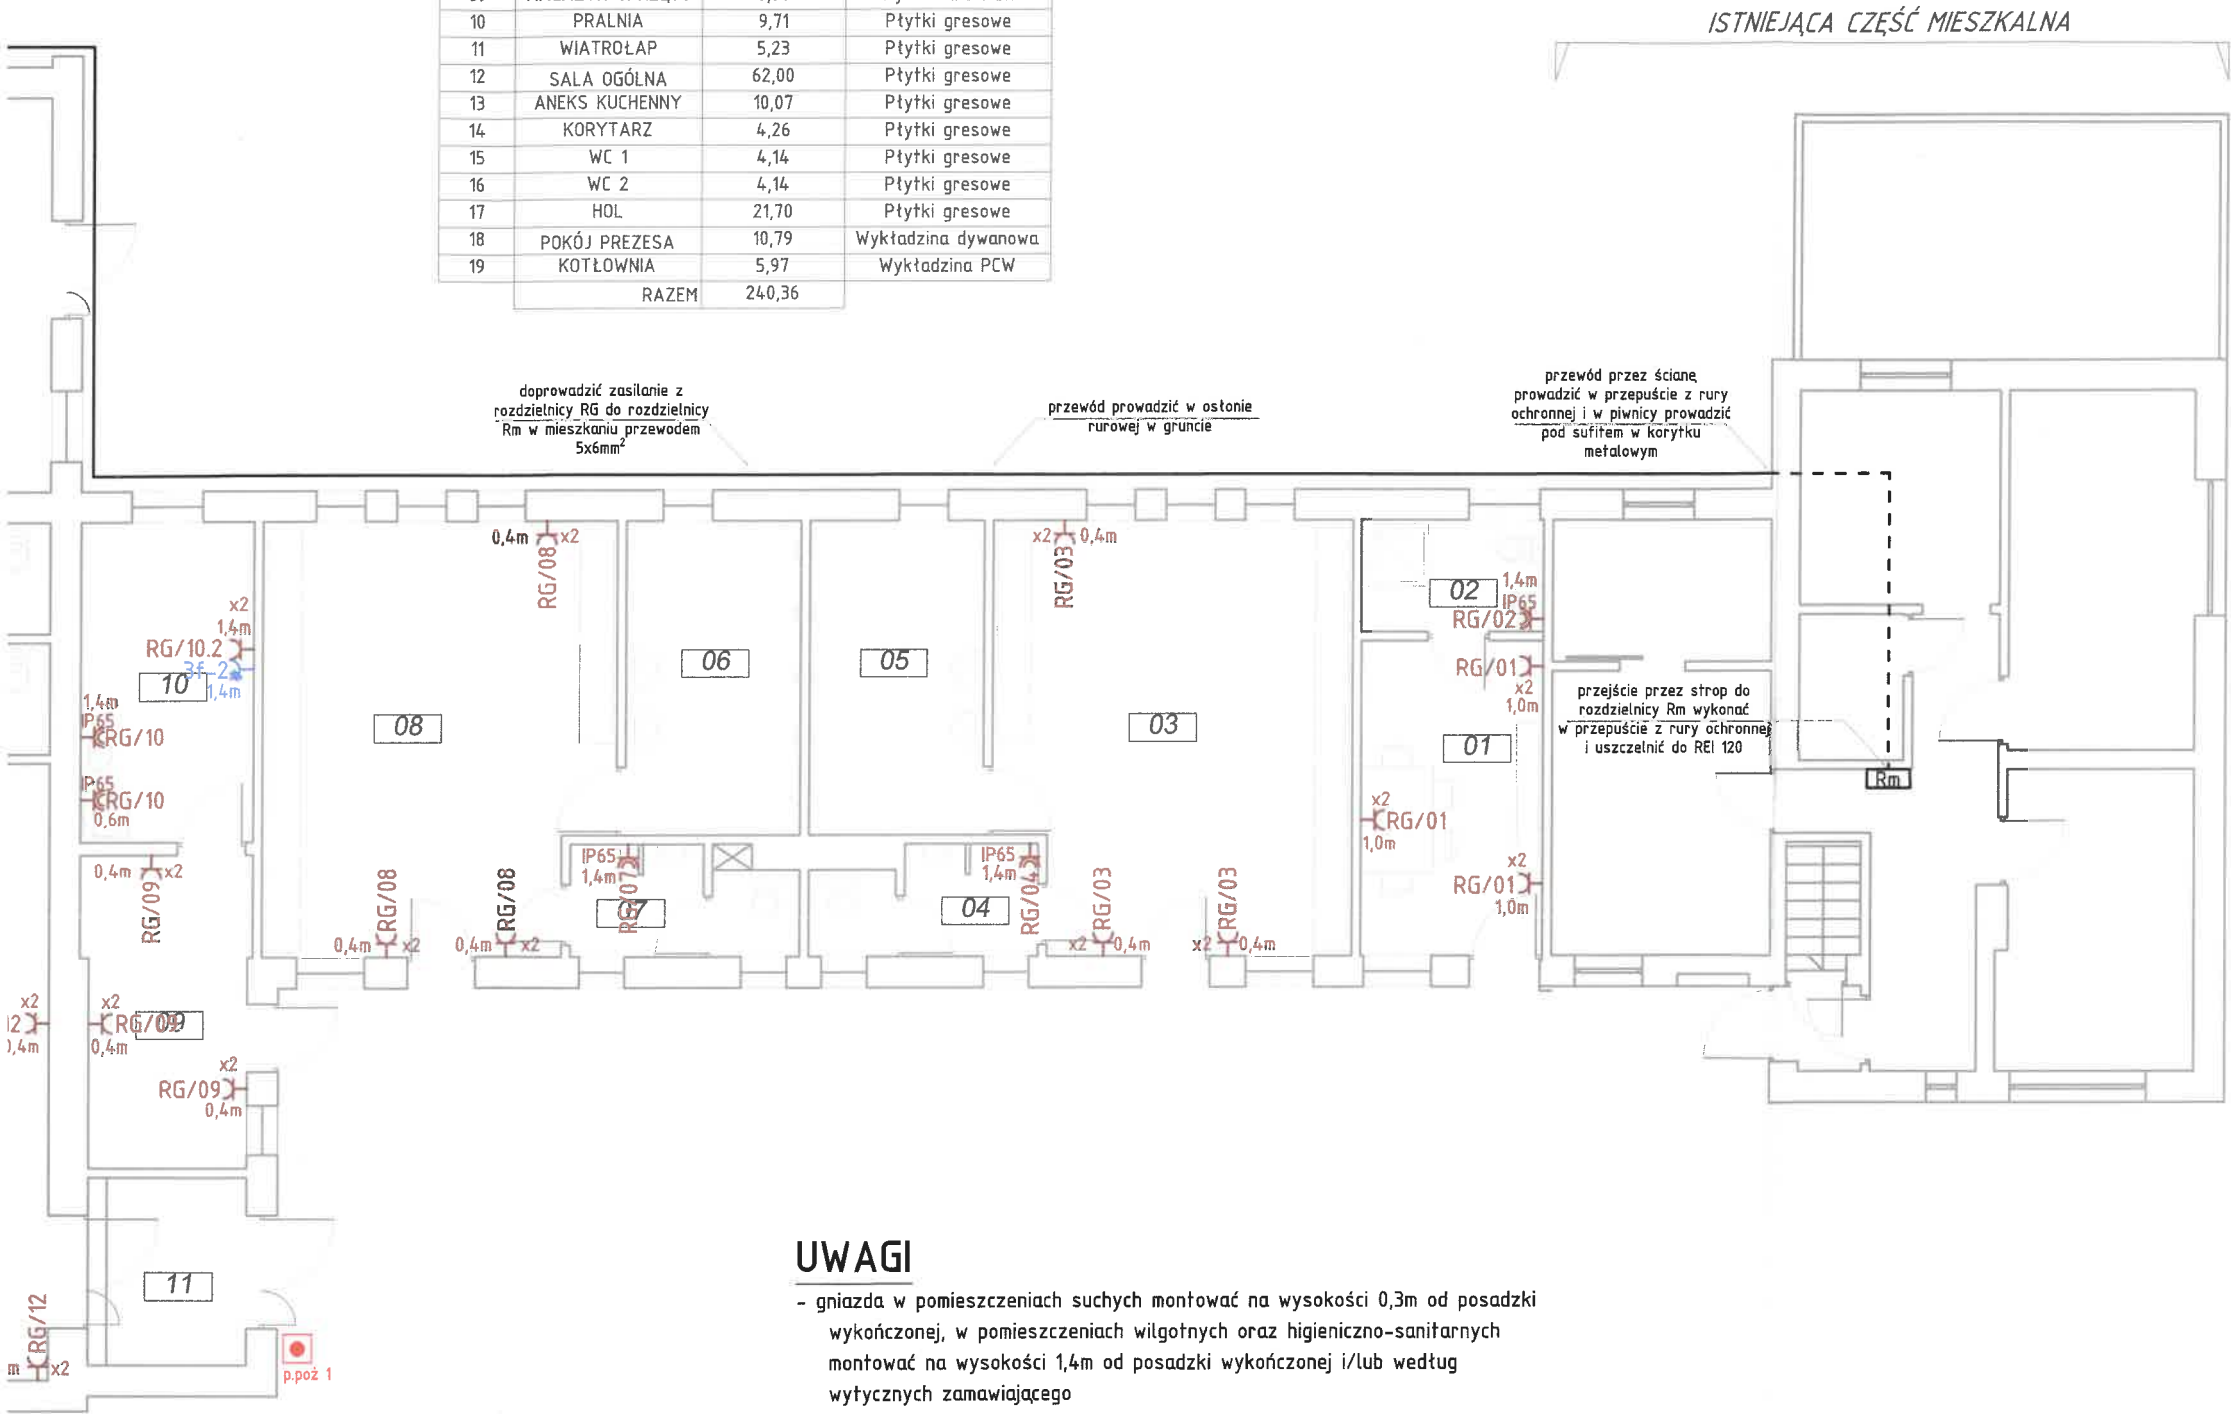 ISTNIEJĄCA CZĘŚĆ MIESZKALNA
10 PRALNIA 9,71 Płytki gresowe
11 WIATROŁAP 5,23 Płytki gresowe
12 SALA OGÓLNA 62,00 Płytki gresowe
13 ANEKS KUCHENNY 10,07 Płytki gresowe
14 KORYTARZ 4,26 Płytki gresowe
15 WC 1 4,14 Płytki gresowe
16 WC 2 4,14 Płytki gresowe
17 HOL 21,70 Płytki gresowe
18 POKÓJ PREZESA 10,79 Wykładzina dywanowa
19 KOTŁOWNIA 5,97 Wykładzina PCW
RAZEM 240,36
doprowadzić zasilanie z
rozdzielnicy RG do rozdzielnicy
Rm w mieszkaniu przewodem
5x6mm²
przewód prowadzić w osłonie
rurowej w gruncie
przewód przez ścianę
prowadzić w przepuście z rury
ochronnej i w piwnicy prowadzić
pod sufitem w korytku
metalowym
0,4m x2
RG/08
x2 0,4m
RG/03
02
1,4m
IP65
RG/02
x2
1,4m
RG/10.2
3f-2
1,4m
10
1,4m
IP65
RG/10
IP65
RG/10
0,6m
08
06
05
03
RG/01
x2
1,0m
01
przejście przez strop do
rozdzielnicy Rm wykonać
w przepuście z rury ochronnej
i uszczelnić do REI 120
Rm
x2
RG/01
1,0m
x2
RG/01
1,0m
0,4m x2
RG/09
RG/08
0,4m x2
RG/08
0,4m x2
IP65
1,4m
RG/07
07
04
IP65
1,4m
RG/04
RG/03
x2 0,4m
RG/03
x2 0,4m
x2
12
0,4m
x2
RG/09
0,4m
09
x2
RG/09
0,4m
11
RG/12
m x2
p.poż 1
UWAGI
- gniazda w pomieszczeniach suchych montować na wysokości 0,3m od posadzki
wykończonej, w pomieszczeniach wilgotnych oraz higieniczno-sanitarnych
montować na wysokości 1,4m od posadzki wykończonej i/lub według
wytycznych zamawiającego